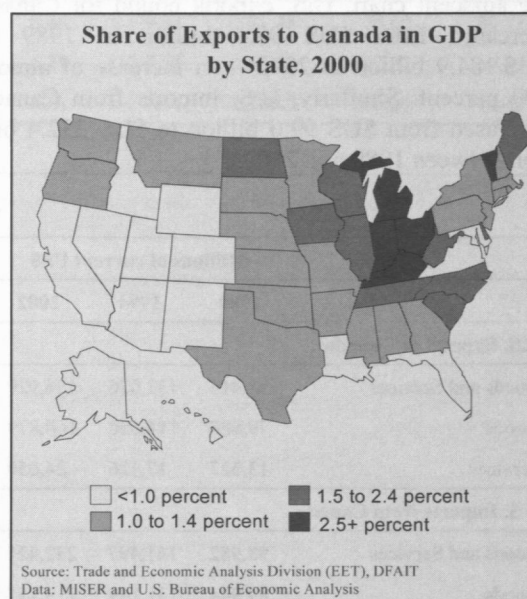 Share of Exports to Canada in GDP
by State, 2000
<1.0 percent
1.0 to 1.4 percent
1.5 to 2.4 percent
2.5+ percent
Source: Trade and Economic Analysis Division (EET), DFAIT
Data: MISER and U.S. Bureau of Economic Analysis